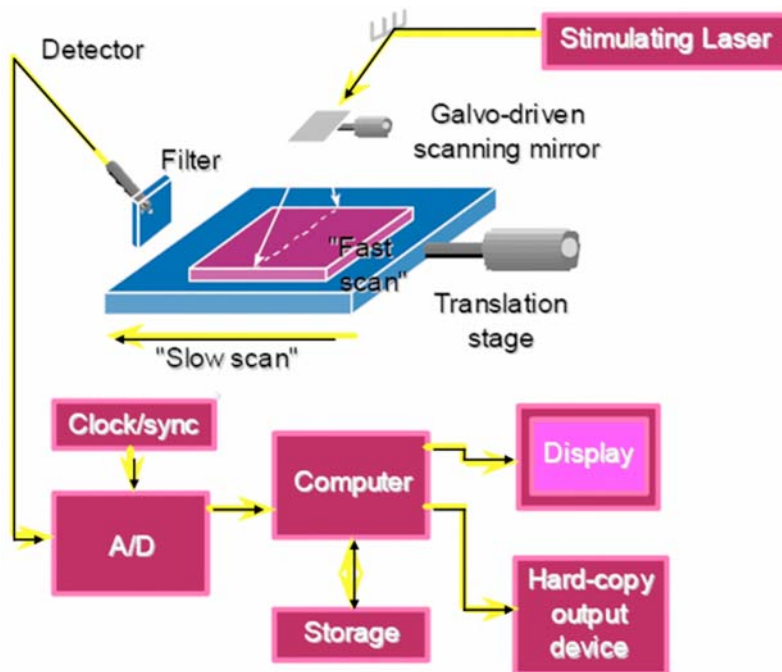 Stimulating Laser
Detector
Galvo-driven
scanning mirror
Filter
"Fast
scan"
Translation
stage
"Slow scan"
Clock/sync
Display
Computer
A/D
Hard-copy
output
device
Storage